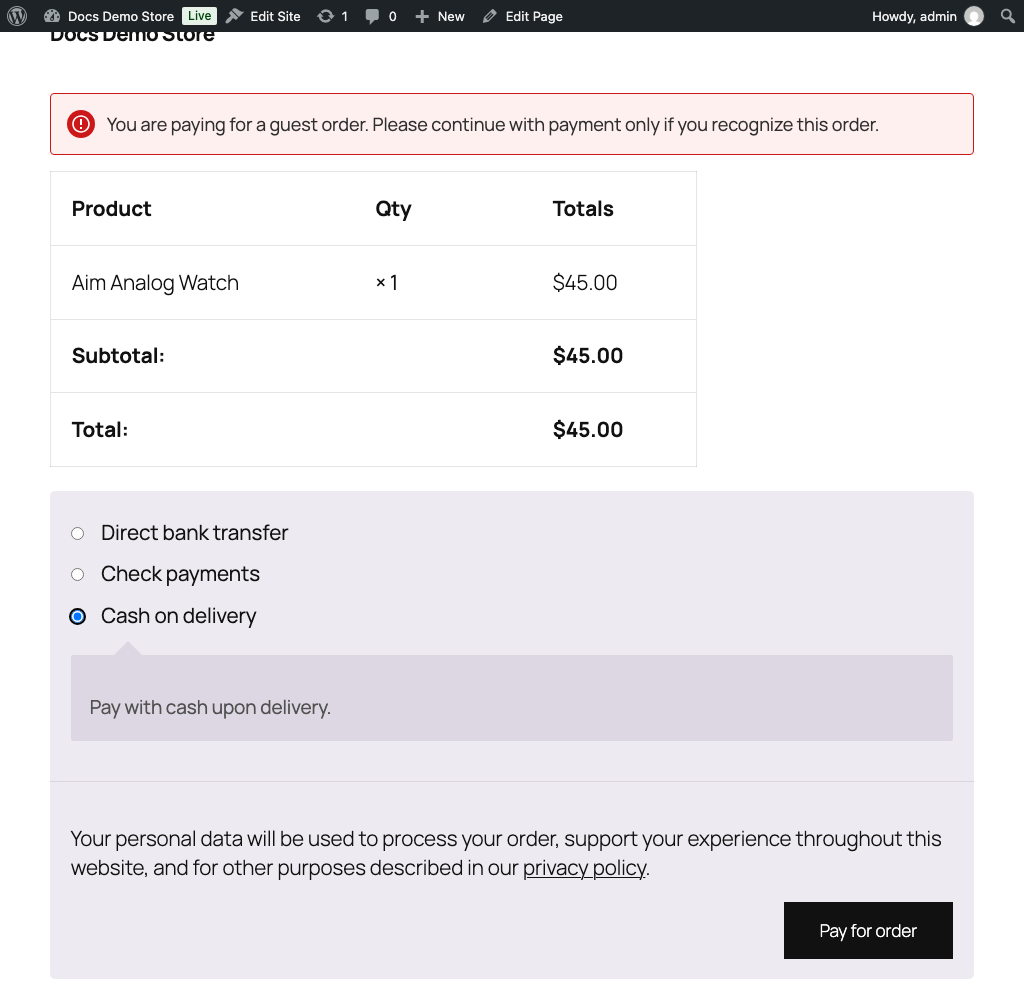 Docs Demo Store Live Edit Site 1 0 New Edit Page Howdy, admin
Docs Demo Store
You are paying for a guest order. Please continue with payment only if you recognize this order.
Product Qty Totals
Aim Analog Watch × 1 $45.00
Subtotal: $45.00
Total: $45.00
Direct bank transfer
Check payments
Cash on delivery
Pay with cash upon delivery.
Your personal data will be used to process your order, support your experience throughout this
website, and for other purposes described in our privacy policy.
Pay for order